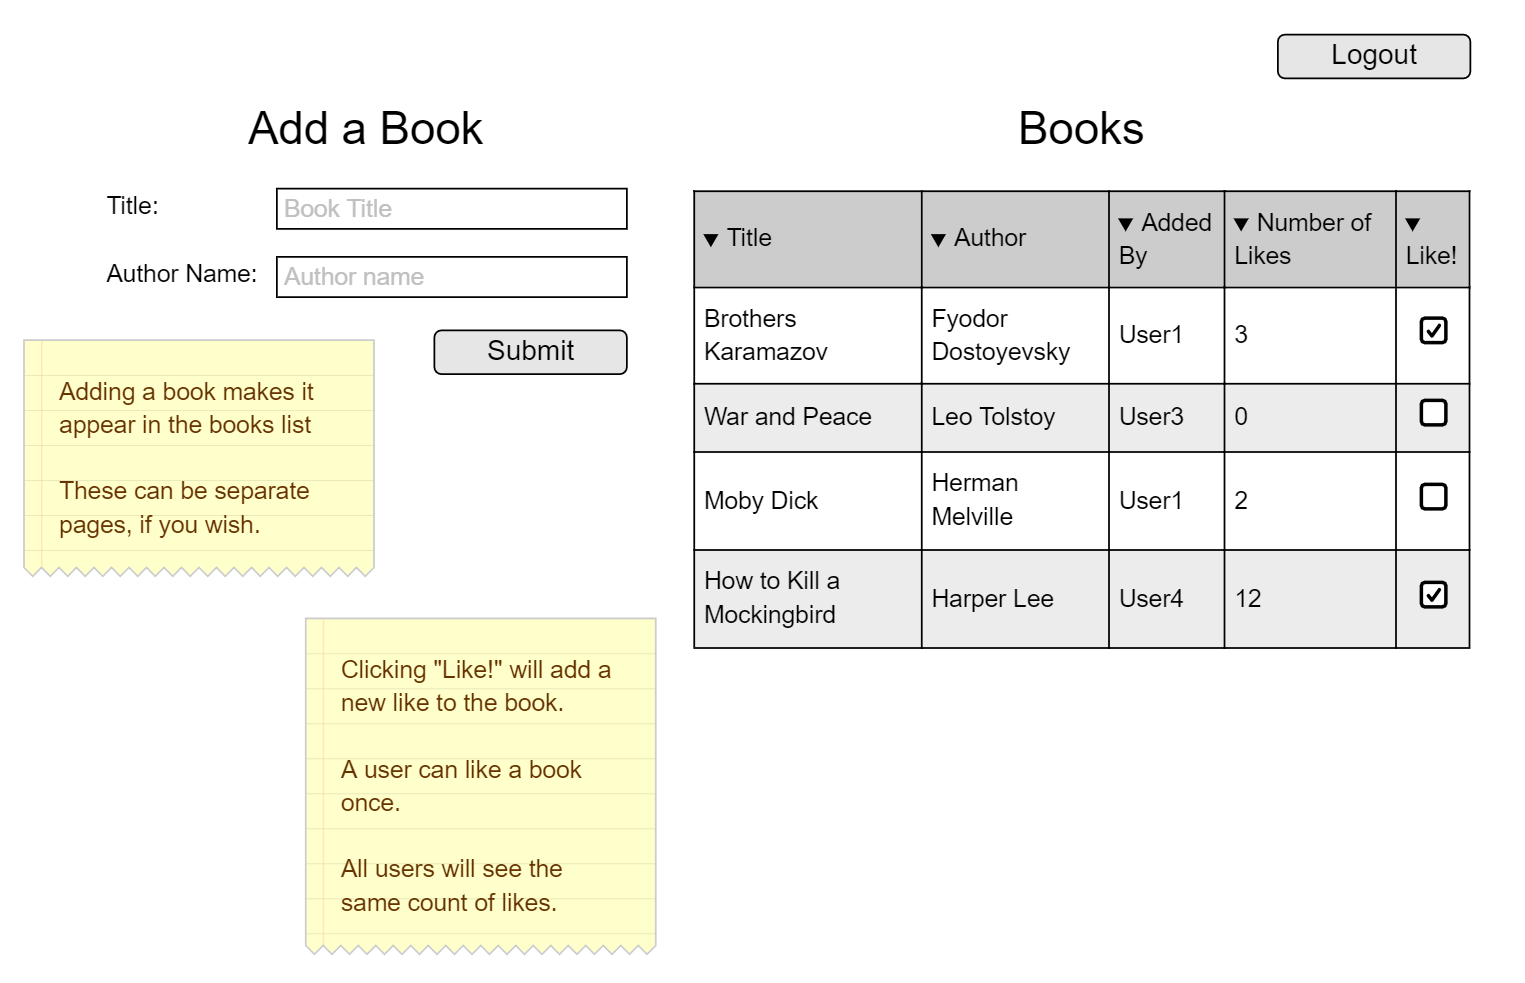 Logout
Add a Book
Title:
Book Title
Author Name:
Author name
Submit
Adding a book makes it
appear in the books list
These can be separate
pages, if you wish.
Clicking "Like!" will add a
new like to the book.
A user can like a book
once.
All users will see the
same count of likes.
Books
▼ Title
▼ Author
▼ Added
By
▼ Number of
Likes
▼
Like!
Brothers
Karamazov
Fyodor
Dostoyevsky
User1
3
War and Peace
Leo Tolstoy
User3
0
Moby Dick
Herman
Melville
User1
2
How to Kill a
Mockingbird
Harper Lee
User4
12